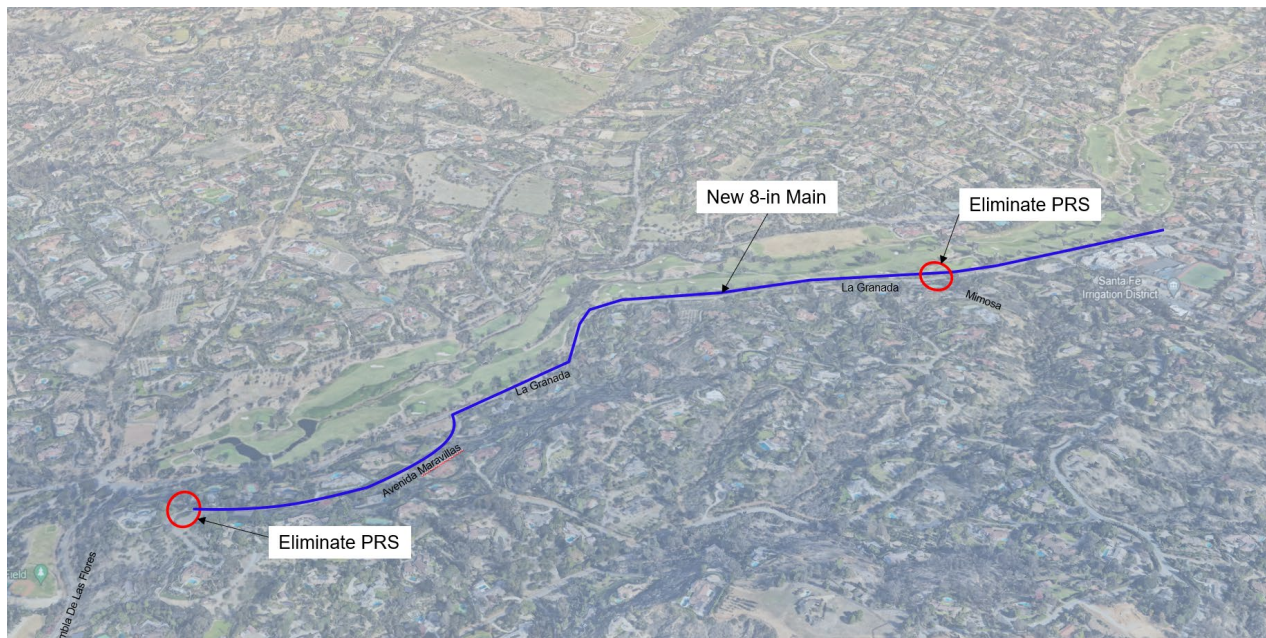 New 8-in Main
Eliminate PRS
La Granada
Mimosa
Santa Fe
Irrigation District
La Granada
Avenida Maravillas
Eliminate PRS
De Las Flores